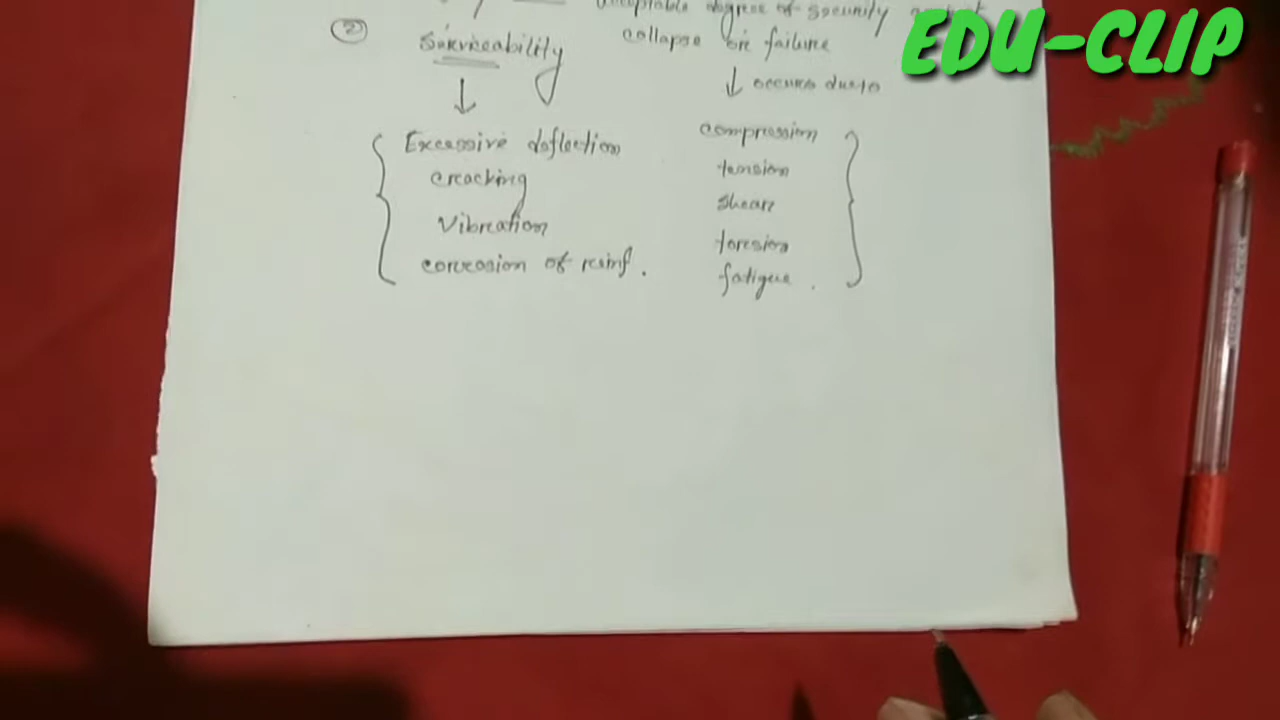 acceptable degree of security
② Serviceability
collapse or failure
↓ occurs due to
EDU-CLIP
Excessive deflection
cracking
Vibration
corrosion of reinf.
compression
tension
shear
torsion
fatigue.